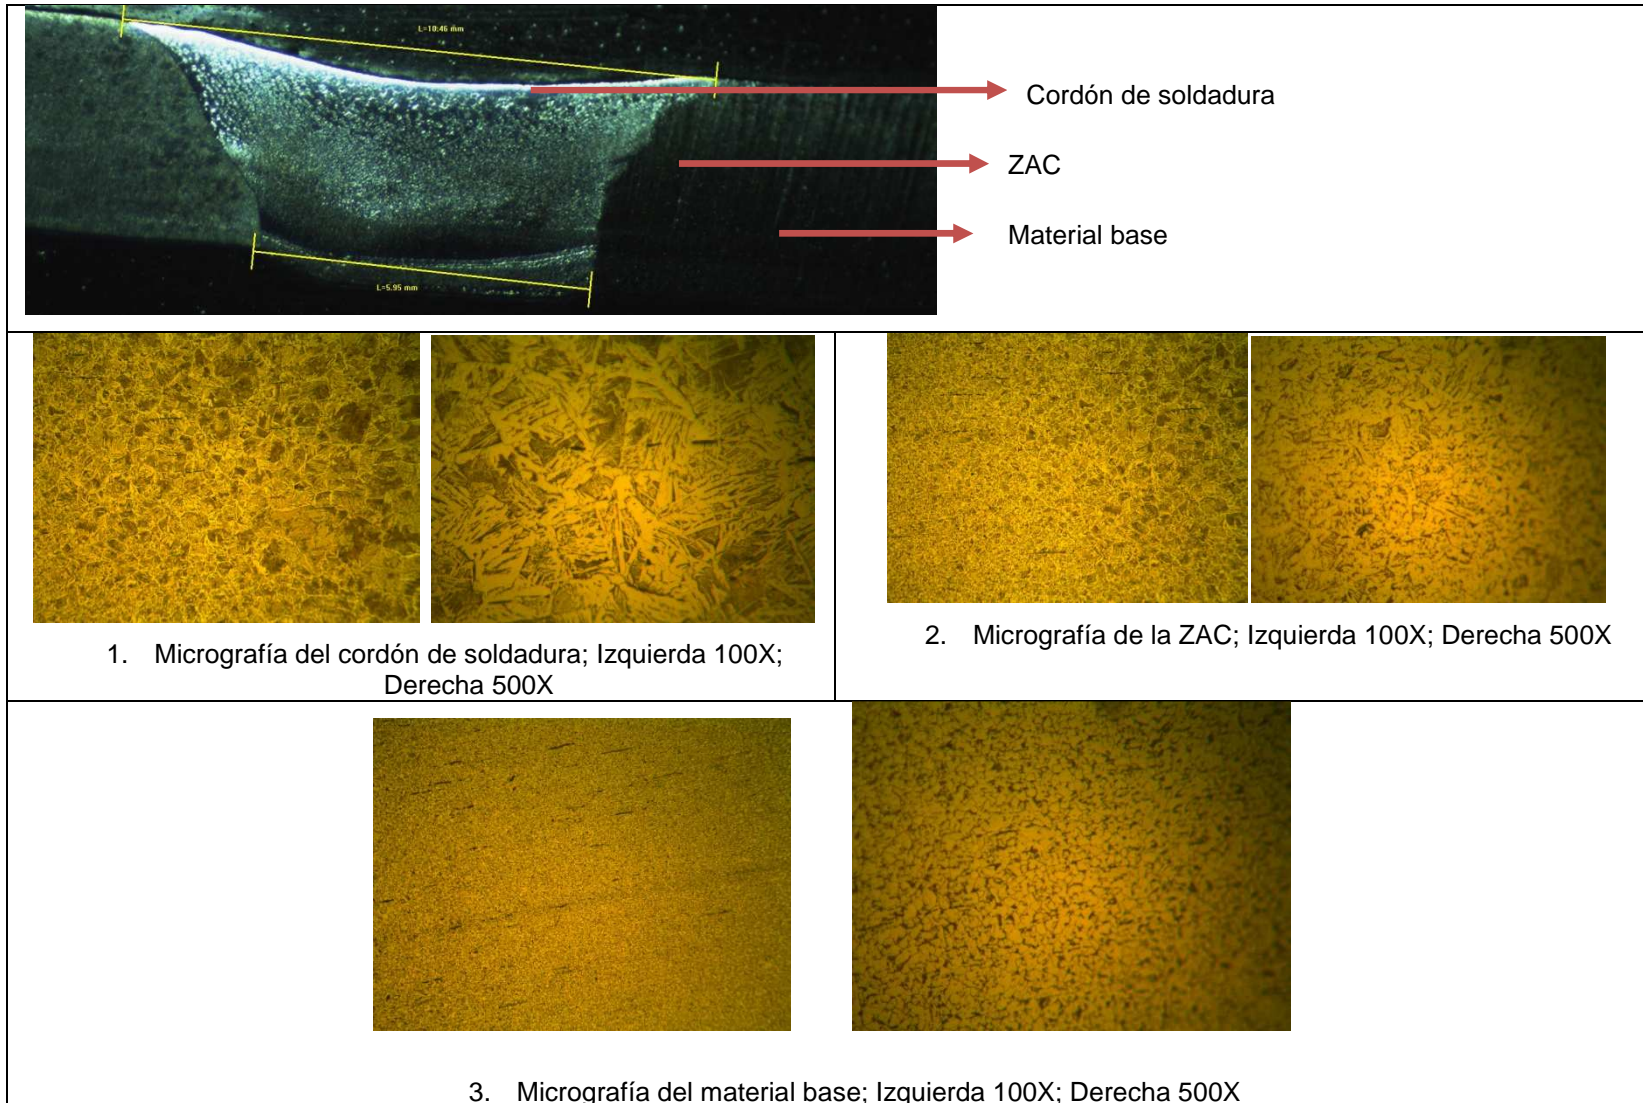 L=10.46 mm
Cordón de soldadura
ZAC
Material base
L=5.95 mm
1. Micrografía del cordón de soldadura; Izquierda 100X;
Derecha 500X
2. Micrografía de la ZAC; Izquierda 100X; Derecha 500X
3. Micrografía del material base; Izquierda 100X; Derecha 500X